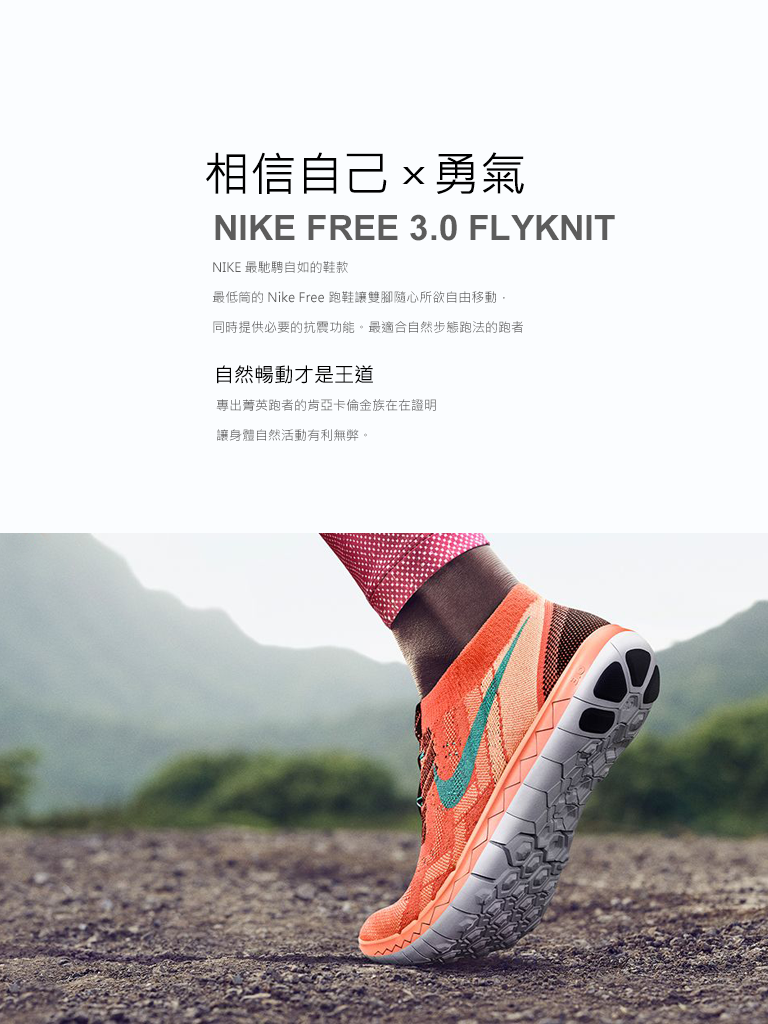 相信自己 × 勇氣
NIKE FREE 3.0 FLYKNIT
NIKE 最馳騁自如的鞋款
最低筒的 Nike Free 跑鞋讓雙腳隨心所欲自由移動，
同時提供必要的抗震功能。最適合自然步態跑法的跑者
自然暢動才是王道
專出菁英跑者的肯亞卡倫金族在在證明
讓身體自然活動有利無弊。